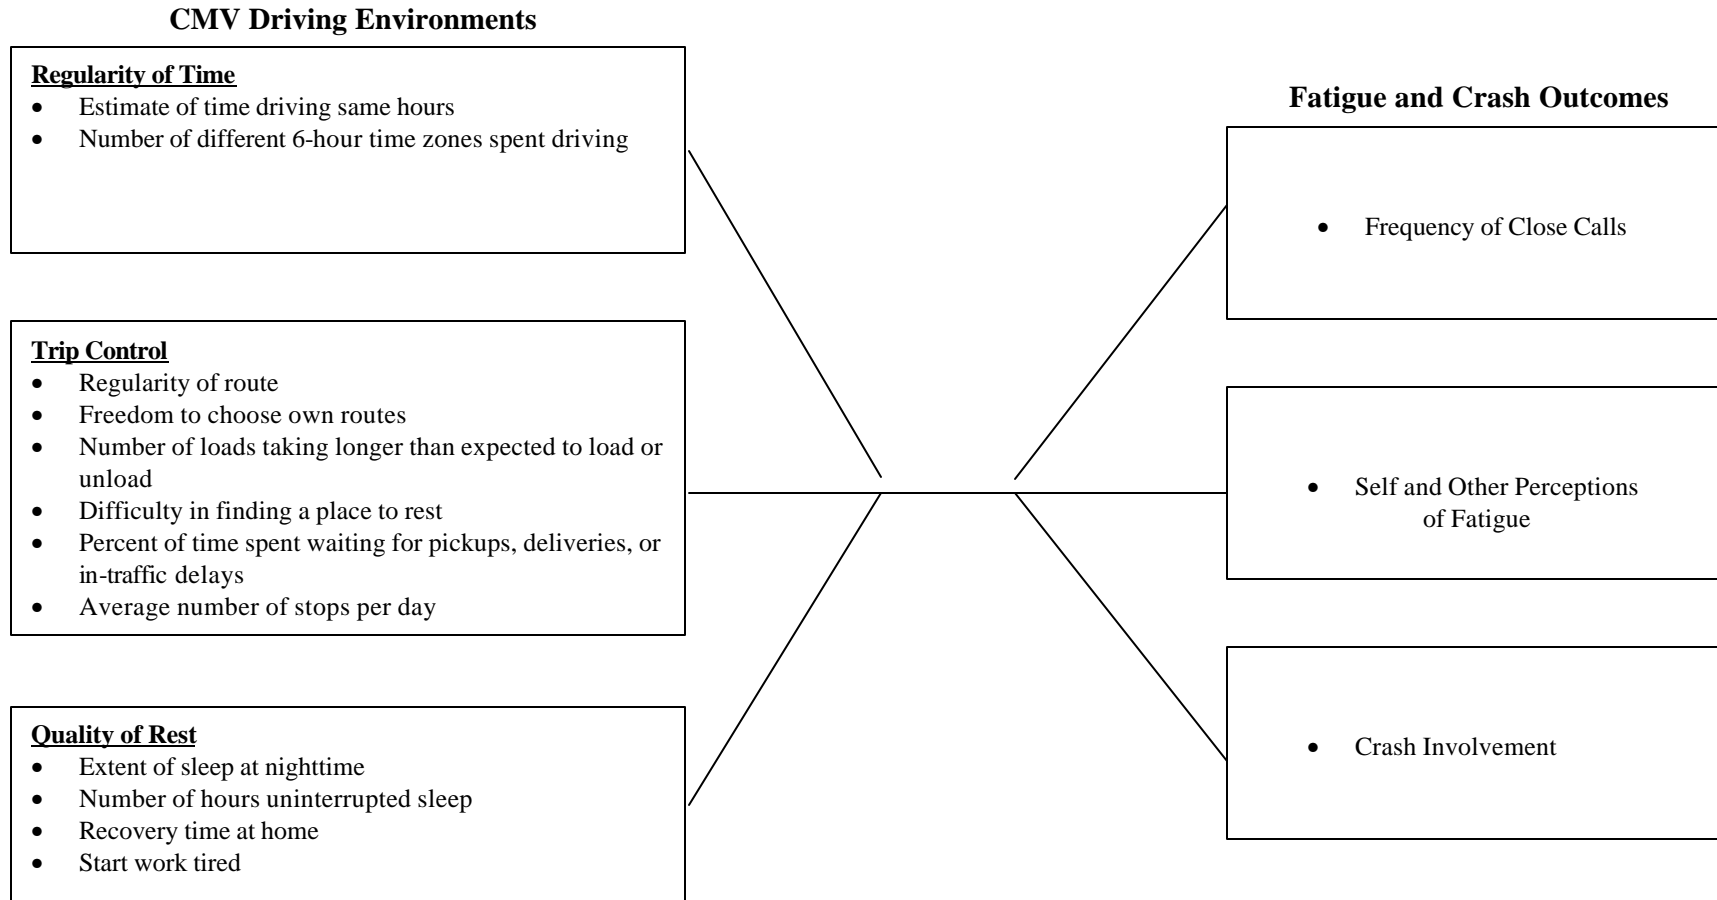 CMV Driving Environments
Regularity of Time
• Estimate of time driving same hours
• Number of different 6-hour time zones spent driving
Trip Control
• Regularity of route
• Freedom to choose own routes
• Number of loads taking longer than expected to load or
unload
• Difficulty in finding a place to rest
• Percent of time spent waiting for pickups, deliveries, or
in-traffic delays
• Average number of stops per day
Quality of Rest
• Extent of sleep at nighttime
• Number of hours uninterrupted sleep
• Recovery time at home
• Start work tired
Fatigue and Crash Outcomes
• Frequency of Close Calls
• Self and Other Perceptions
of Fatigue
• Crash Involvement